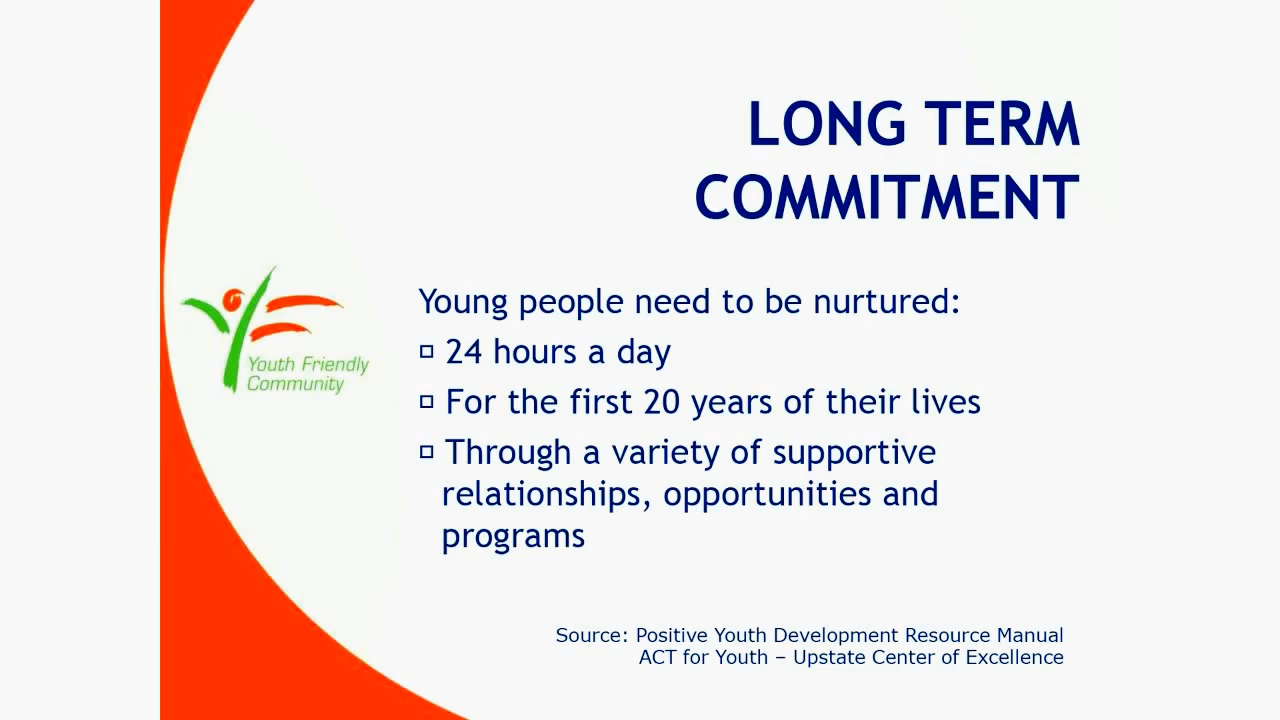 LONG TERM
COMMITMENT
Youth Friendly
Community
Young people need to be nurtured:
24 hours a day
For the first 20 years of their lives
Through a variety of supportive
relationships, opportunities and
programs
Source: Positive Youth Development Resource Manual
ACT for Youth – Upstate Center of Excellence